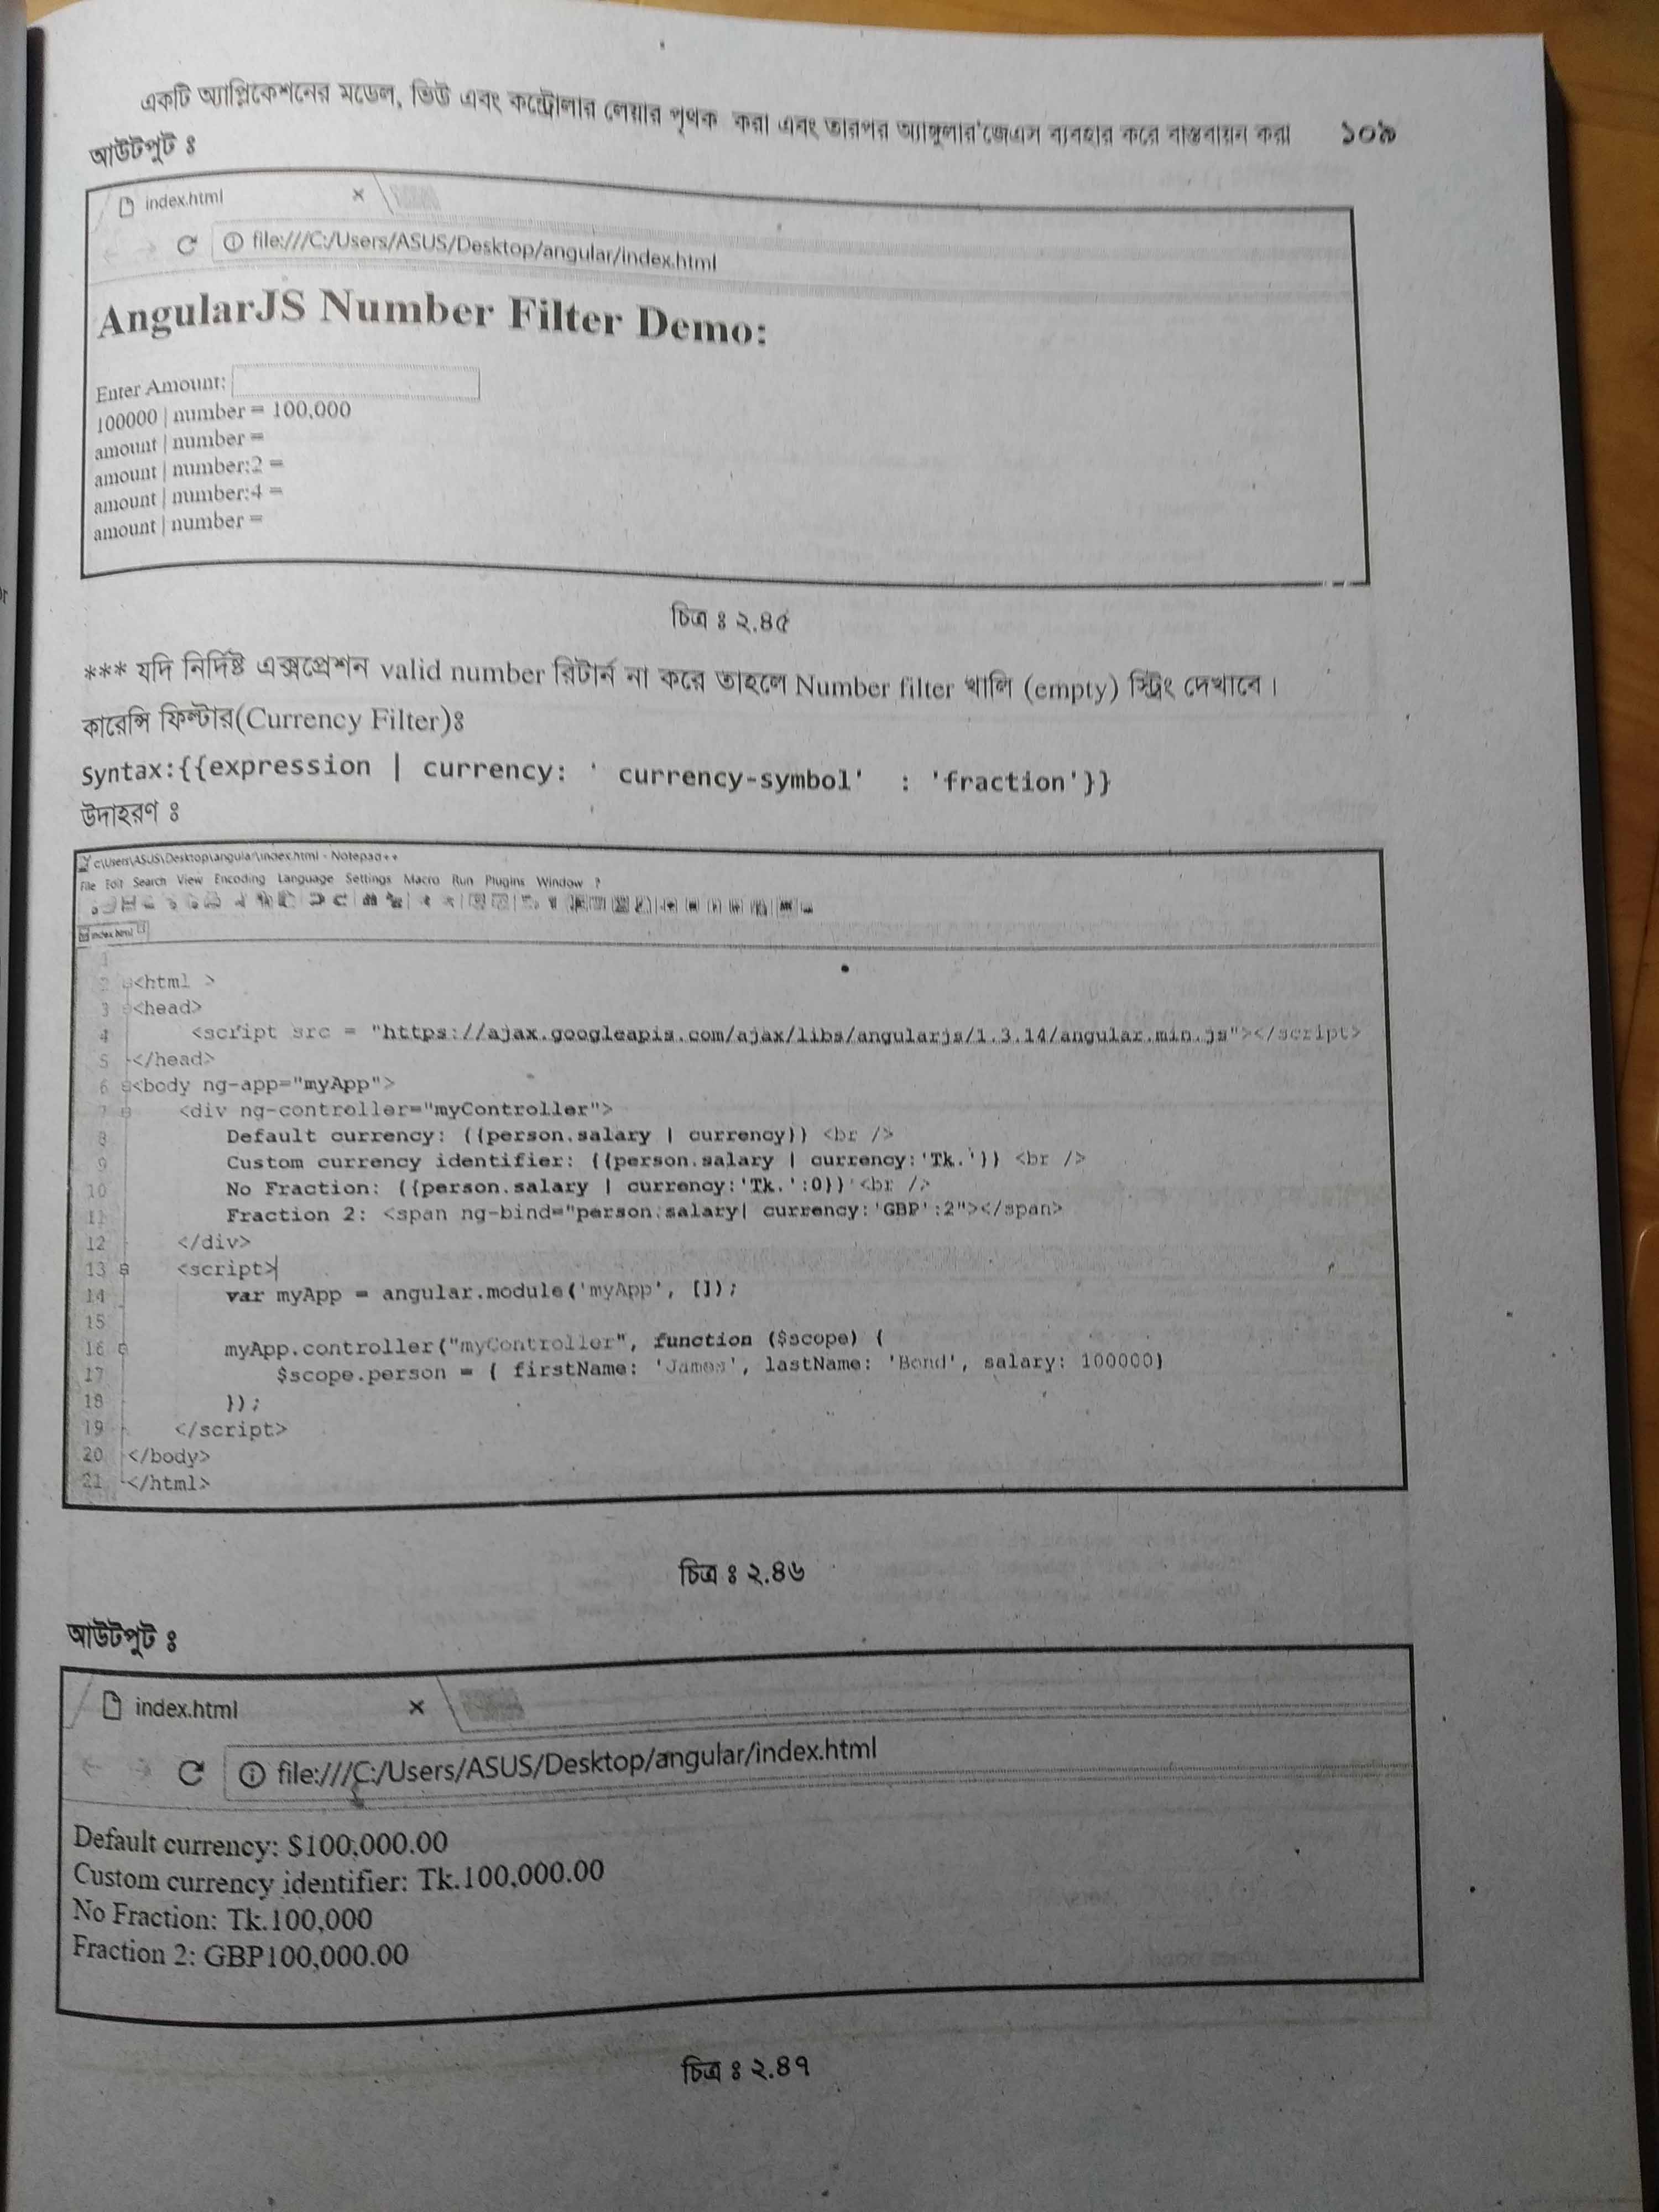 একটি অ্যাপ্লিকেশনের মডেল, ভিউ এবং কন্ট্রোলার লেয়ার পৃথক করা এবং তারপর অ্যাঙ্গুলার'জেএস ব্যবহার করে বাস্তবায়ন করা ১০৯
আউটপুট ঃ
index.html
file:///C:/Users/ASUS/Desktop/angular/index.html
AngularJS Number Filter Demo:
Enter Amount:
100000 | number = 100,000
amount | number =
amount | number:2 =
amount | number:4 =
amount | number =
চিত্র ঃ ২.৪৫
*** যদি নির্দিষ্ট এক্সপ্রেশন valid number রিটার্ন না করে তাহলে Number filter খালি (empty) স্ট্রিং দেখাবে।
কারেন্সি ফিল্টার(Currency Filter)ঃ
Syntax:{{expression | currency: ' currency-symbol' : 'fraction'}}
উদাহরণ ঃ
C:\Users\ASUS\Desktop\angular\index.html - Notepad++
File Edit Search View Encoding Language Settings Macro Run Plugins Window ?
index.html
1
2 <html >
3 <head>
4 <script src = "https://ajax.googleapis.com/ajax/libs/angularjs/1.3.14/angular.min.js"></script>
5 </head>
6 <body ng-app="myApp">
7 <div ng-controller="myController">
8 Default currency: {{person.salary | currency}} <br />
9 Custom currency identifier: {{person.salary | currency:'Tk.'}} <br />
10 No Fraction: {{person.salary | currency:'Tk.':0}} <br />
11 Fraction 2: <span ng-bind="person.salary| currency:'GBP':2"></span>
12 </div>
13 <script>
14 var myApp = angular.module('myApp', []);
15
16 myApp.controller("myController", function ($scope) {
17 $scope.person = { firstName: 'James', lastName: 'Bond', salary: 100000}
18 });
19 </script>
20 </body>
21 </html>
চিত্র ঃ ২.৪৬
আউটপুট ঃ
index.html
file:///C:/Users/ASUS/Desktop/angular/index.html
Default currency: $100,000.00
Custom currency identifier: Tk.100,000.00
No Fraction: Tk.100,000
Fraction 2: GBP100,000.00
চিত্র ঃ ২.৪৭